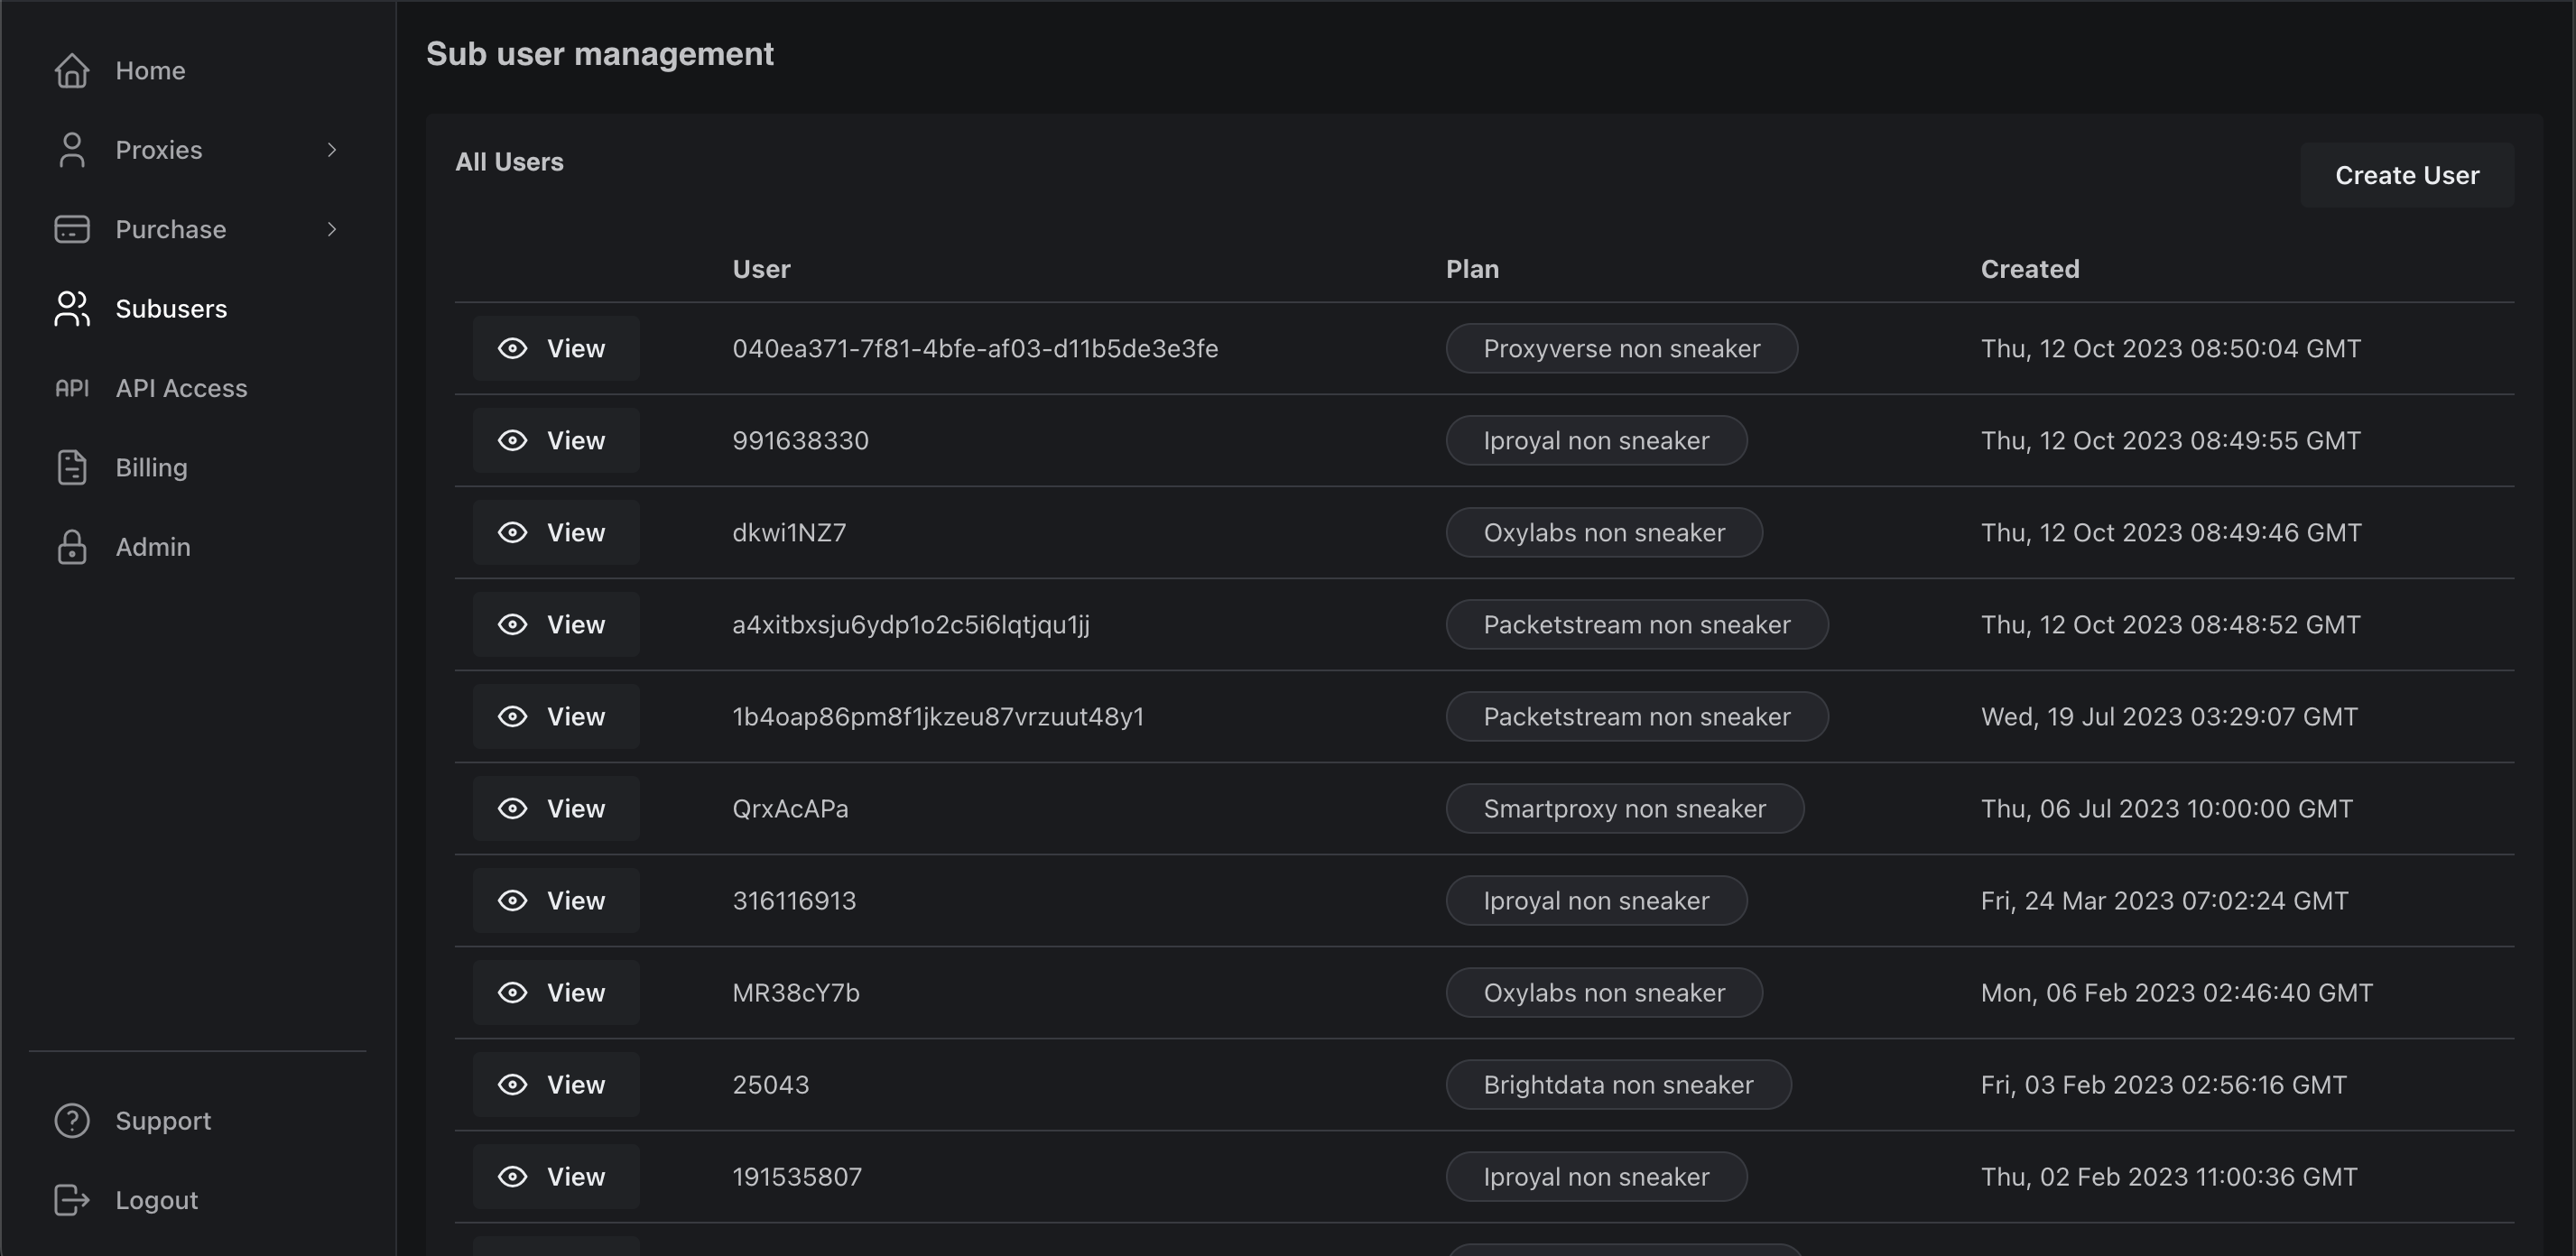 Home
Proxies
Purchase
Subusers
API API Access
Billing
Admin
Support
Logout
Sub user management
All Users
Create User
User Plan Created
View 040ea371-7f81-4bfe-af03-d11b5de3e3fe Proxyverse non sneaker Thu, 12 Oct 2023 08:50:04 GMT
View 991638330 Iproyal non sneaker Thu, 12 Oct 2023 08:49:55 GMT
View dkwi1NZ7 Oxylabs non sneaker Thu, 12 Oct 2023 08:49:46 GMT
View a4xitbxsju6ydp1o2c5i6lqtjqu1jj Packetstream non sneaker Thu, 12 Oct 2023 08:48:52 GMT
View 1b4oap86pm8f1jkzeu87vrzuut48y1 Packetstream non sneaker Wed, 19 Jul 2023 03:29:07 GMT
View QrxAcAPa Smartproxy non sneaker Thu, 06 Jul 2023 10:00:00 GMT
View 316116913 Iproyal non sneaker Fri, 24 Mar 2023 07:02:24 GMT
View MR38cY7b Oxylabs non sneaker Mon, 06 Feb 2023 02:46:40 GMT
View 25043 Brightdata non sneaker Fri, 03 Feb 2023 02:56:16 GMT
View 191535807 Iproyal non sneaker Thu, 02 Feb 2023 11:00:36 GMT